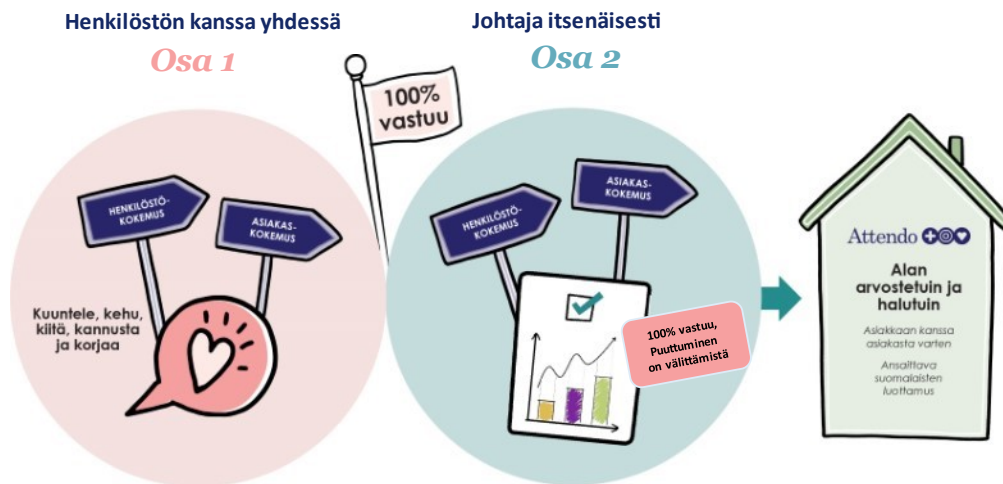 Henkilöstön kanssa yhdessä
Osa 1
Johtaja itsenäisesti
Osa 2
100%
vastuu
HENKILÖSTÖ-
KOKEMUS
ASIAKAS-
KOKEMUS
Kuuntele, kehu,
kiitä, kannusta
ja korjaa
HENKILÖSTÖ-
KOKEMUS
ASIAKAS-
KOKEMUS
100% vastuu,
Puuttuminen
on välittämistä
Attendo
Alan
arvostetuin ja
halutuin
Asiakkaan kanssa
asiakasta varten
Ansaittava
suomalaisten
luottamus